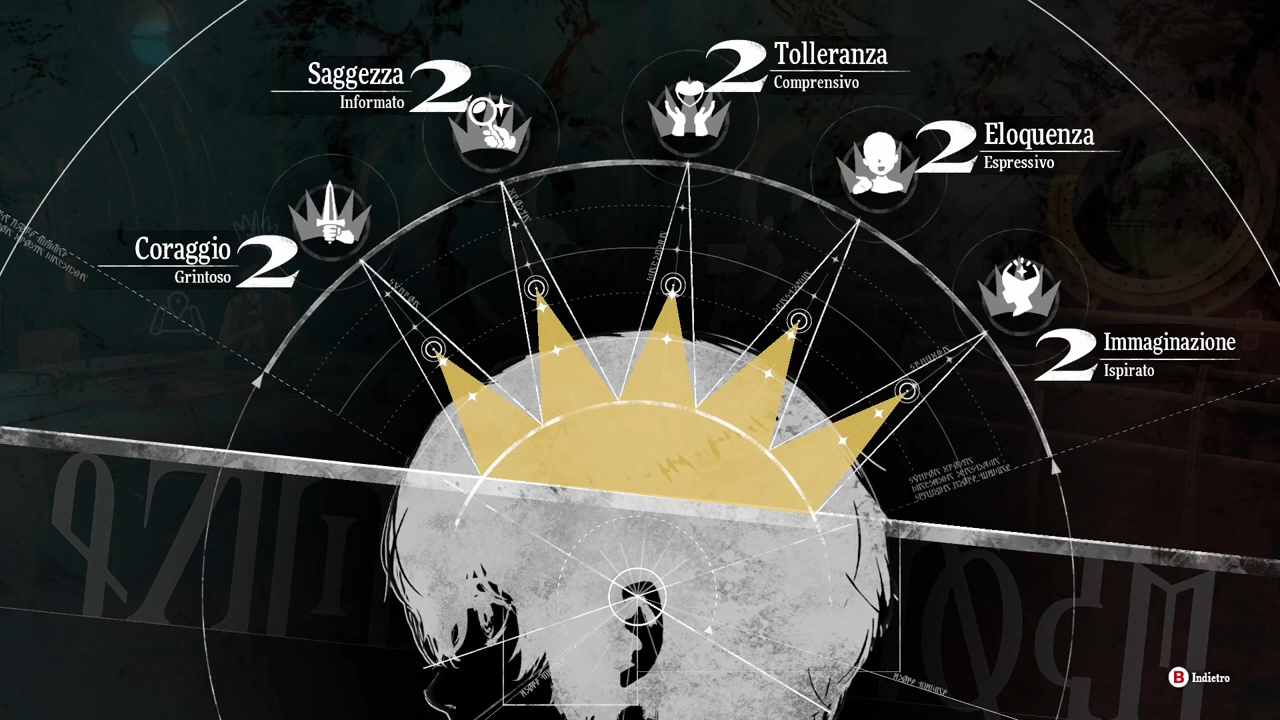 Saggezza
Informato
2
2
Tolleranza
Comprensivo
2
Eloquenza
Espressivo
Coraggio
Grintoso
2
2
Immaginazione
Ispirato
B Indietro